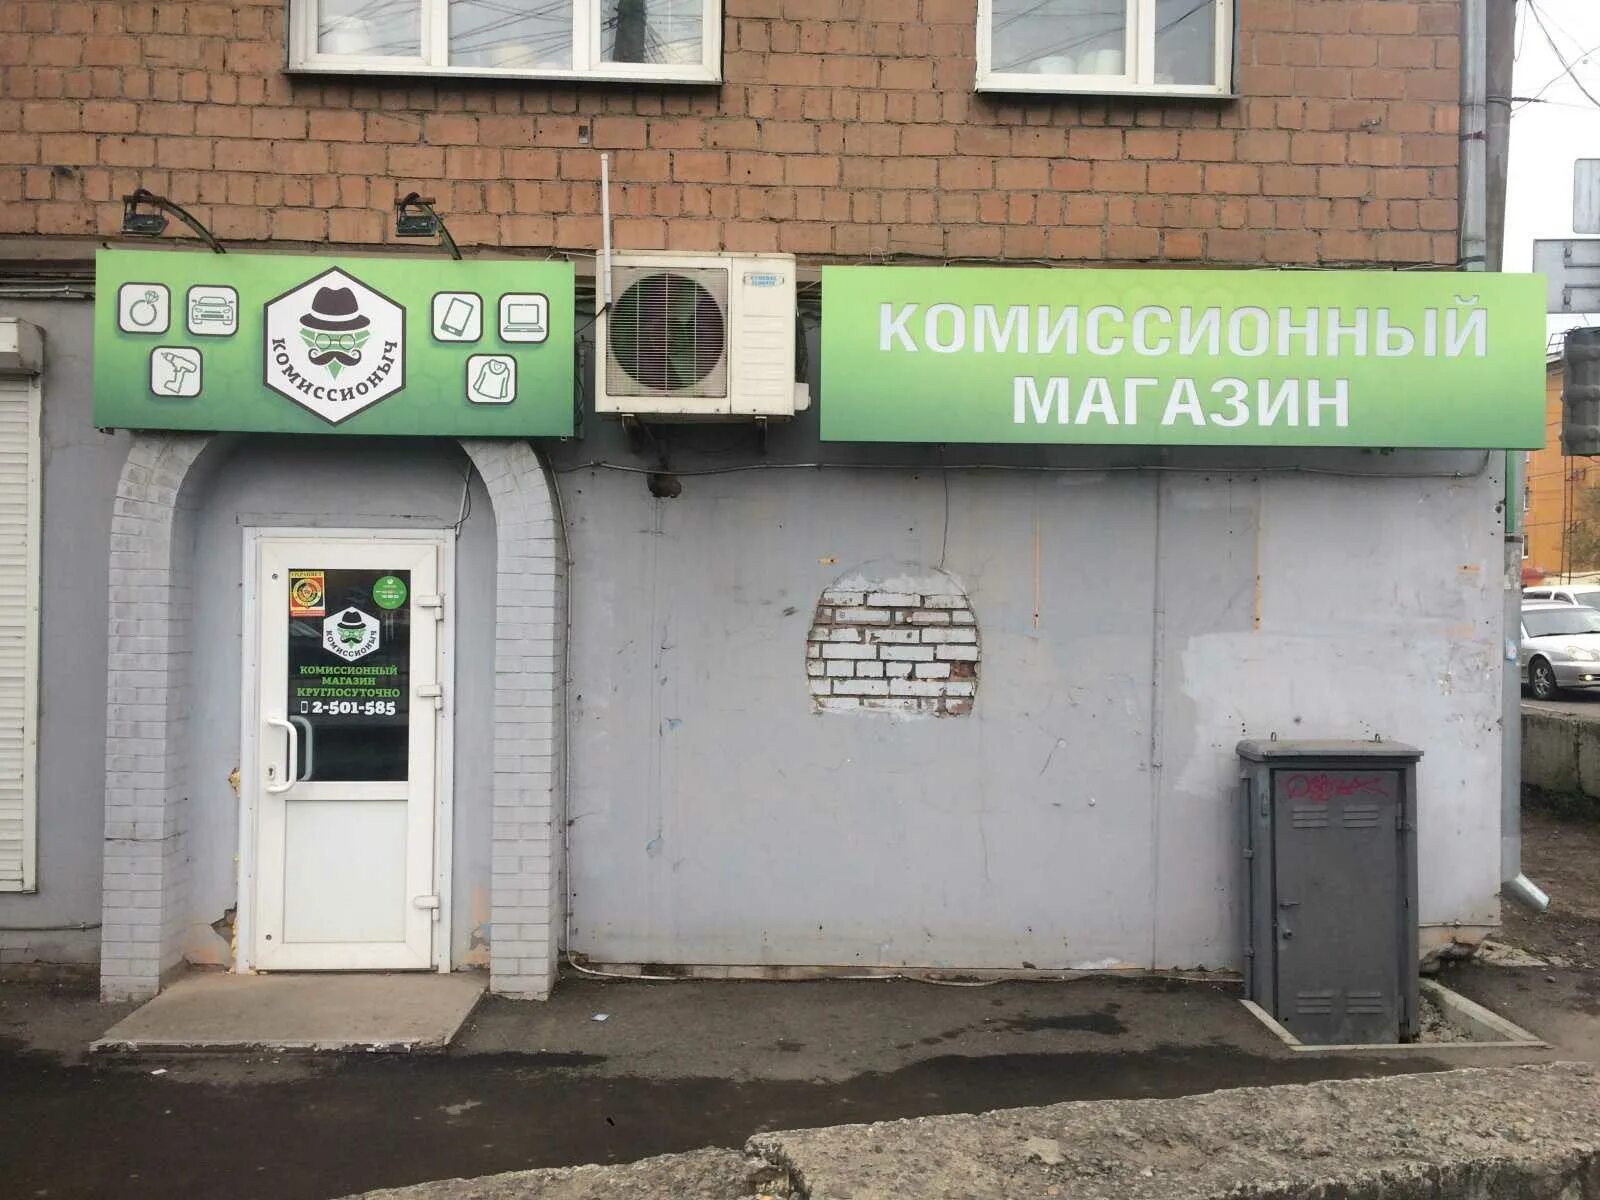 КОМИССИОНЫЧ
КОМИССИОННЫЙ
МАГАЗИН
КОМИССИОНЫЧ
КОМИССИОННЫЙ
МАГАЗИН
КРУГЛОСУТОЧНО
2-501-585